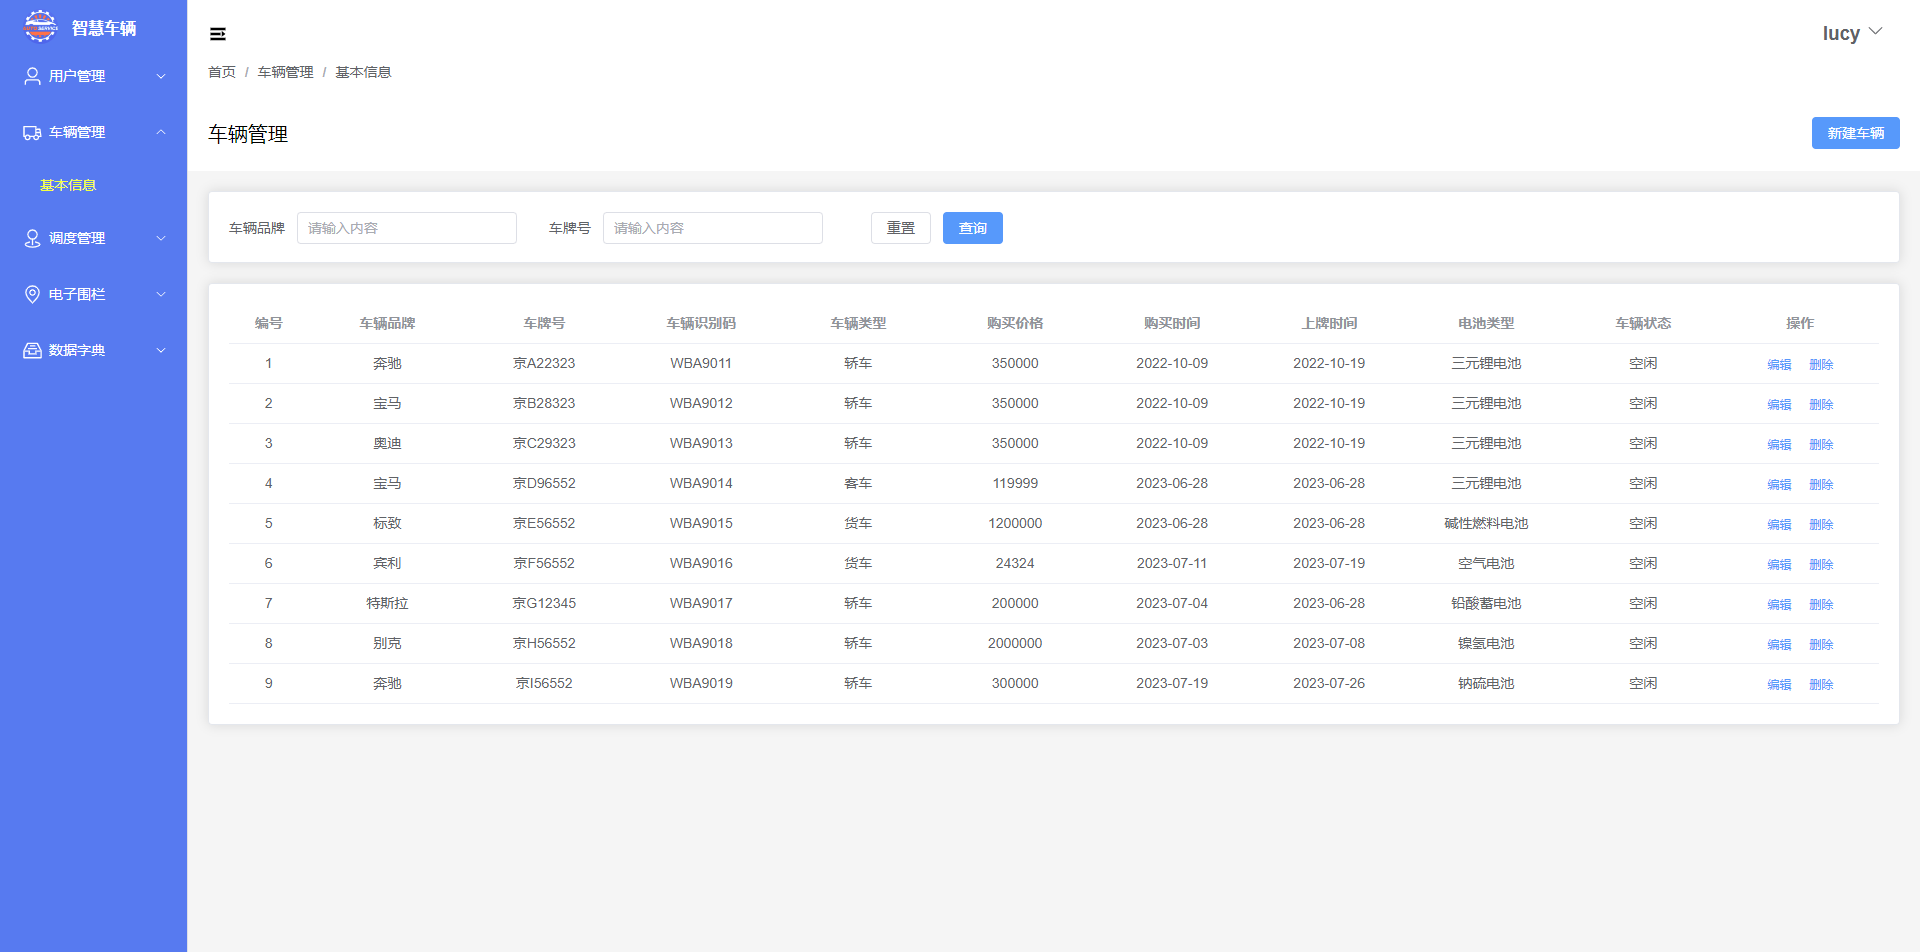 智慧车辆
用户管理
车辆管理
基本信息
调度管理
电子围栏
数据字典
lucy
首页 / 车辆管理 / 基本信息
车辆管理
新建车辆
车辆品牌 请输入内容 车牌号 请输入内容 重置 查询
编号 车辆品牌 车牌号 车辆识别码 车辆类型 购买价格 购买时间 上牌时间 电池类型 车辆状态 操作
1 奔驰 京A22323 WBA9011 轿车 350000 2022-10-09 2022-10-19 三元锂电池 空闲 编辑 删除
2 宝马 京B28323 WBA9012 轿车 350000 2022-10-09 2022-10-19 三元锂电池 空闲 编辑 删除
3 奥迪 京C29323 WBA9013 轿车 350000 2022-10-09 2022-10-19 三元锂电池 空闲 编辑 删除
4 宝马 京D96552 WBA9014 客车 119999 2023-06-28 2023-06-28 三元锂电池 空闲 编辑 删除
5 标致 京E56552 WBA9015 货车 1200000 2023-06-28 2023-06-28 碱性燃料电池 空闲 编辑 删除
6 宾利 京F56552 WBA9016 货车 24324 2023-07-11 2023-07-19 空气电池 空闲 编辑 删除
7 特斯拉 京G12345 WBA9017 轿车 200000 2023-07-04 2023-06-28 铅酸蓄电池 空闲 编辑 删除
8 别克 京H56552 WBA9018 轿车 2000000 2023-07-03 2023-07-08 镍氢电池 空闲 编辑 删除
9 奔驰 京I56552 WBA9019 轿车 300000 2023-07-19 2023-07-26 钠硫电池 空闲 编辑 删除